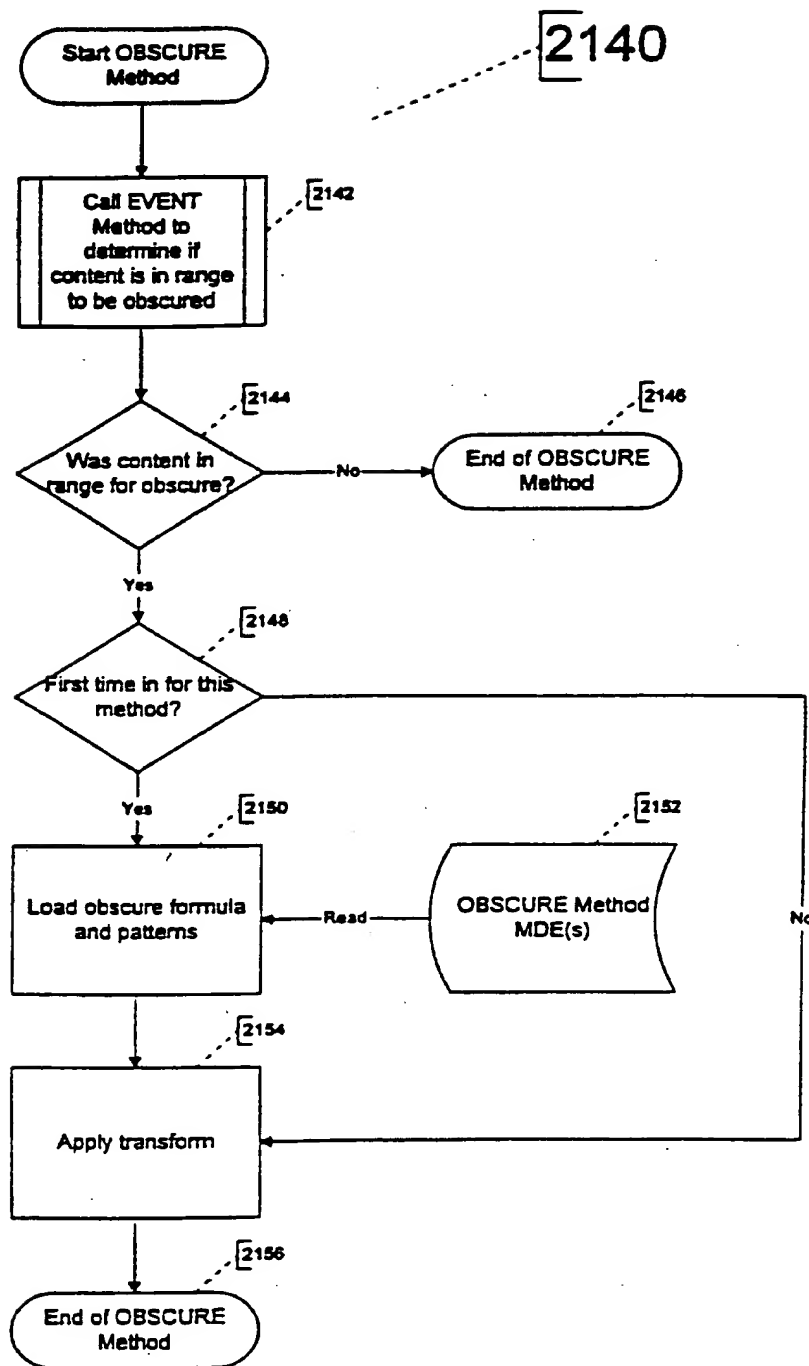 Start OBSCURE
Method
2140
Call EVENT
Method to
determine if
content is in range
to be obscured
2142
2144
Was content in
range for obscure?
No
2146
End of OBSCURE
Method
Yes
2148
First time in for this
method?
Yes
2150
Load obscure formula
and patterns
Read
2152
OBSCURE Method
MDE(s)
No
2154
Apply transform
2156
End of OBSCURE
Method